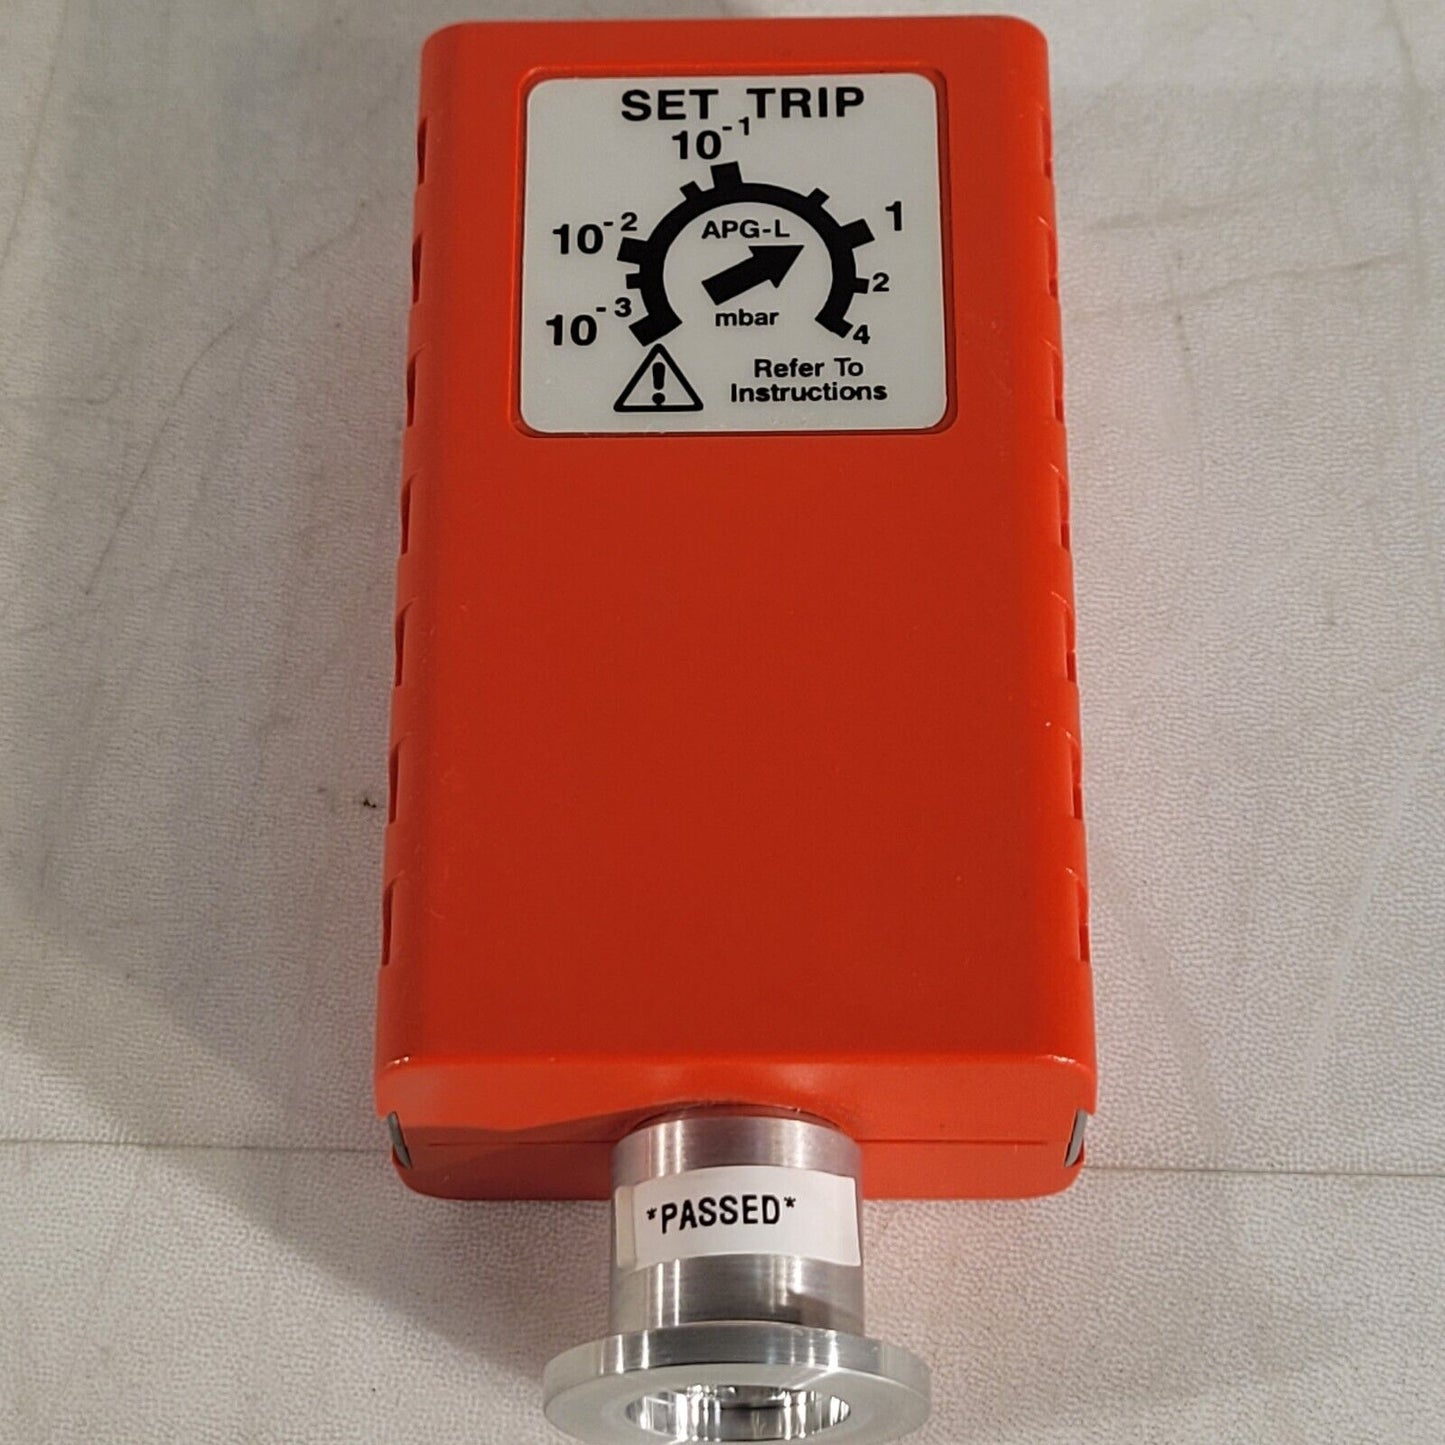 SET TRIP
10-1
10-2
1
APG-L
2
10-3
mbar
4
Refer To
Instructions
*PASSED*